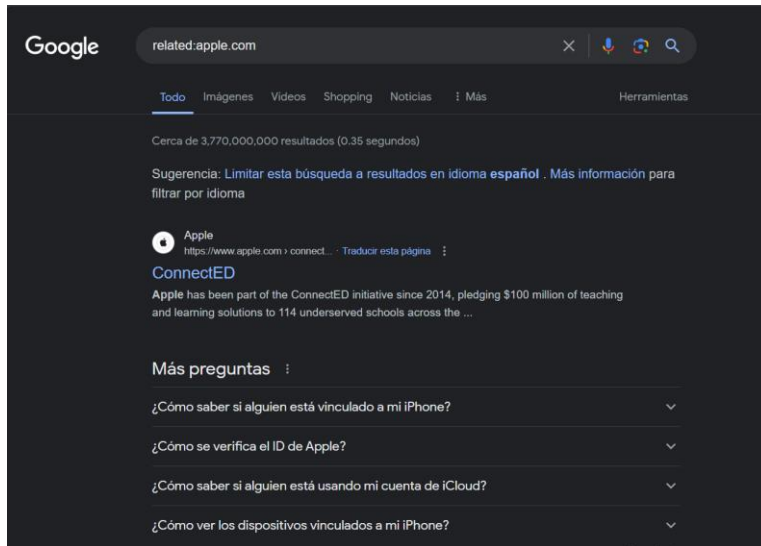 Google
related:apple.com
Todo Imágenes Videos Shopping Noticias Más Herramientas
Cerca de 3,770,000,000 resultados (0.35 segundos)
Sugerencia: Limitar esta búsqueda a resultados en idioma español . Más información para
filtrar por idioma
Apple
https://www.apple.com › connect... · Traducir esta página
ConnectED
Apple has been part of the ConnectED initiative since 2014, pledging $100 million of teaching
and learning solutions to 114 underserved schools across the ...
Más preguntas
¿Cómo saber si alguien está vinculado a mi iPhone?
¿Cómo se verifica el ID de Apple?
¿Cómo saber si alguien está usando mi cuenta de iCloud?
¿Cómo ver los dispositivos vinculados a mi iPhone?